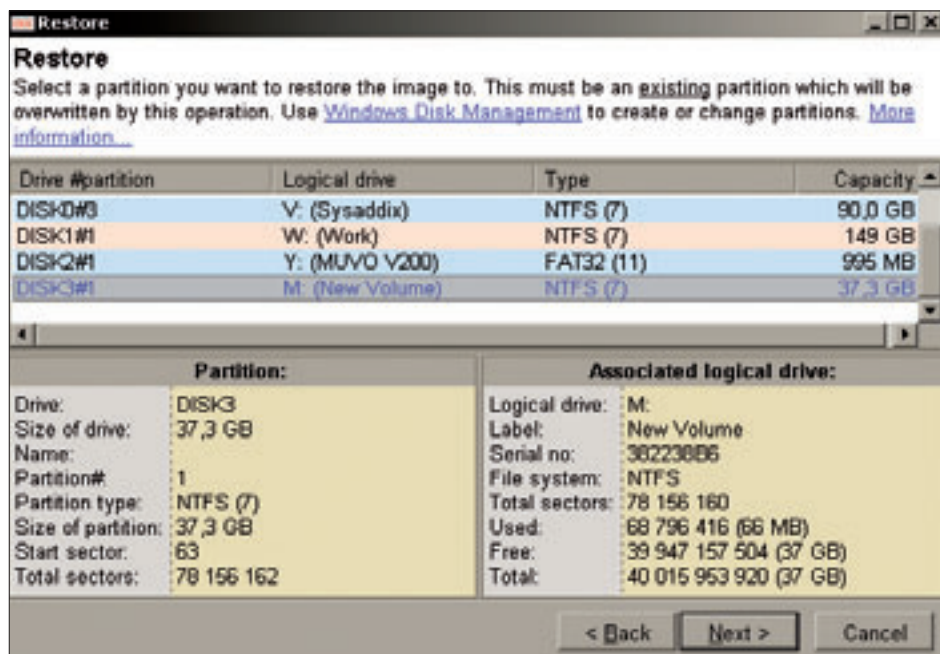 Restore
Restore
Select a partition you want to restore the image to. This must be an existing partition which will be
overwritten by this operation. Use Windows Disk Management to create or change partitions. More
information...
Drive #partition Logical drive Type Capacity
DISK0#3 V: (Sysaddix) NTFS (7) 90,0 GB
DISK1#1 W: (Work) NTFS (7) 149 GB
DISK2#1 Y: (MUVO V200) FAT32 (11) 995 MB
DISK3#1 M: (New Volume) NTFS (7) 37,3 GB
Partition:
Drive: DISK3
Size of drive: 37,3 GB
Name:
Partition#: 1
Partition type: NTFS (7)
Size of partition: 37,3 GB
Start sector: 63
Total sectors: 78 156 162
Associated logical drive:
Logical drive: M:
Label: New Volume
Serial no: 382238B6
File system: NTFS
Total sectors: 78 156 160
Used: 68 796 416 (66 MB)
Free: 39 947 157 504 (37 GB)
Total: 40 015 953 920 (37 GB)
< Back Next > Cancel